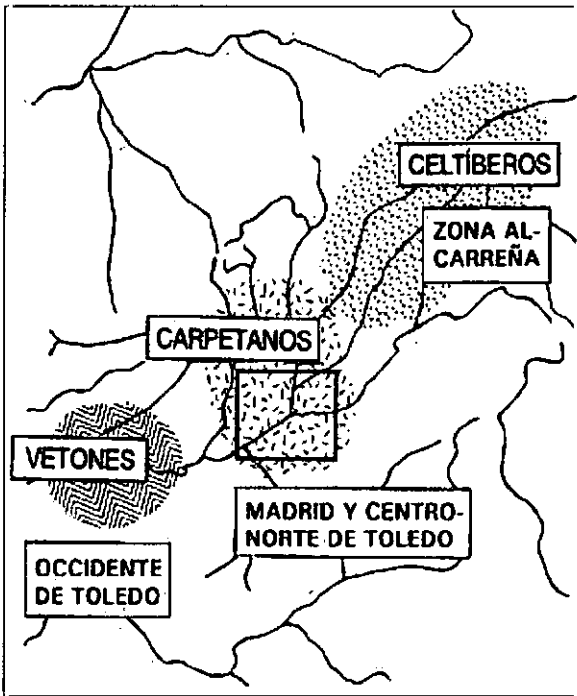 CELTÍBEROS
ZONA AL-
CARREÑA
CARPETANOS
VETONES
MADRID Y CENTRO-
NORTE DE TOLEDO
OCCIDENTE
DE TOLEDO